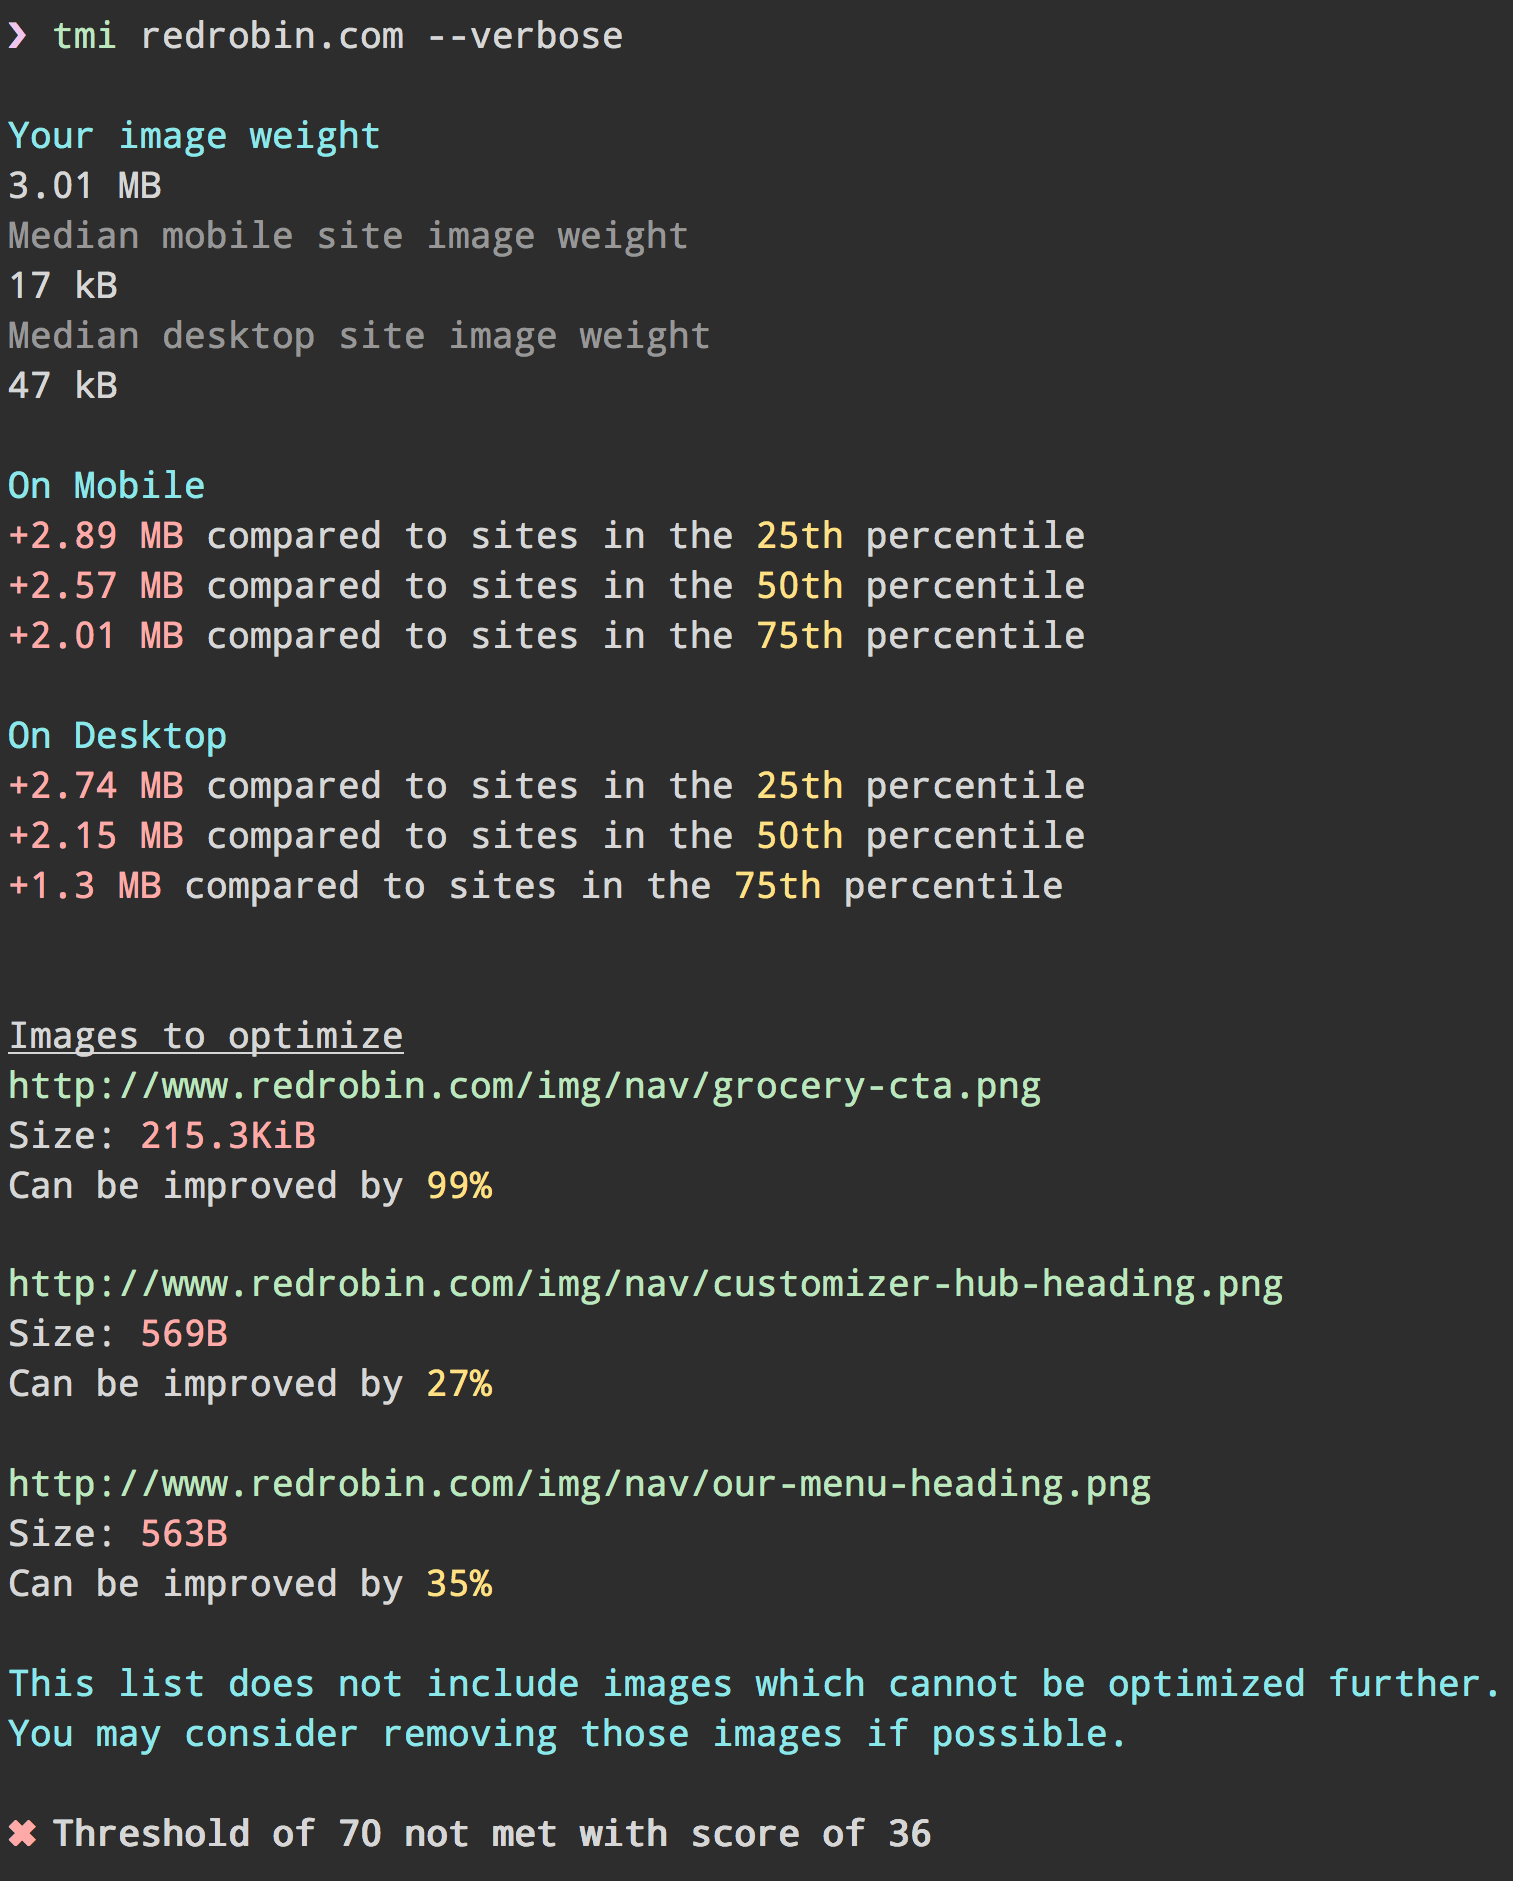 ❯ tmi redrobin.com --verbose
Your image weight
3.01 MB
Median mobile site image weight
17 kB
Median desktop site image weight
47 kB
On Mobile
+2.89 MB compared to sites in the 25th percentile
+2.57 MB compared to sites in the 50th percentile
+2.01 MB compared to sites in the 75th percentile
On Desktop
+2.74 MB compared to sites in the 25th percentile
+2.15 MB compared to sites in the 50th percentile
+1.3 MB compared to sites in the 75th percentile
Images to optimize
http://www.redrobin.com/img/nav/grocery-cta.png
Size: 215.3KiB
Can be improved by 99%
http://www.redrobin.com/img/nav/customizer-hub-heading.png
Size: 569B
Can be improved by 27%
http://www.redrobin.com/img/nav/our-menu-heading.png
Size: 563B
Can be improved by 35%
This list does not include images which cannot be optimized further.
You may consider removing those images if possible.
✖ Threshold of 70 not met with score of 36